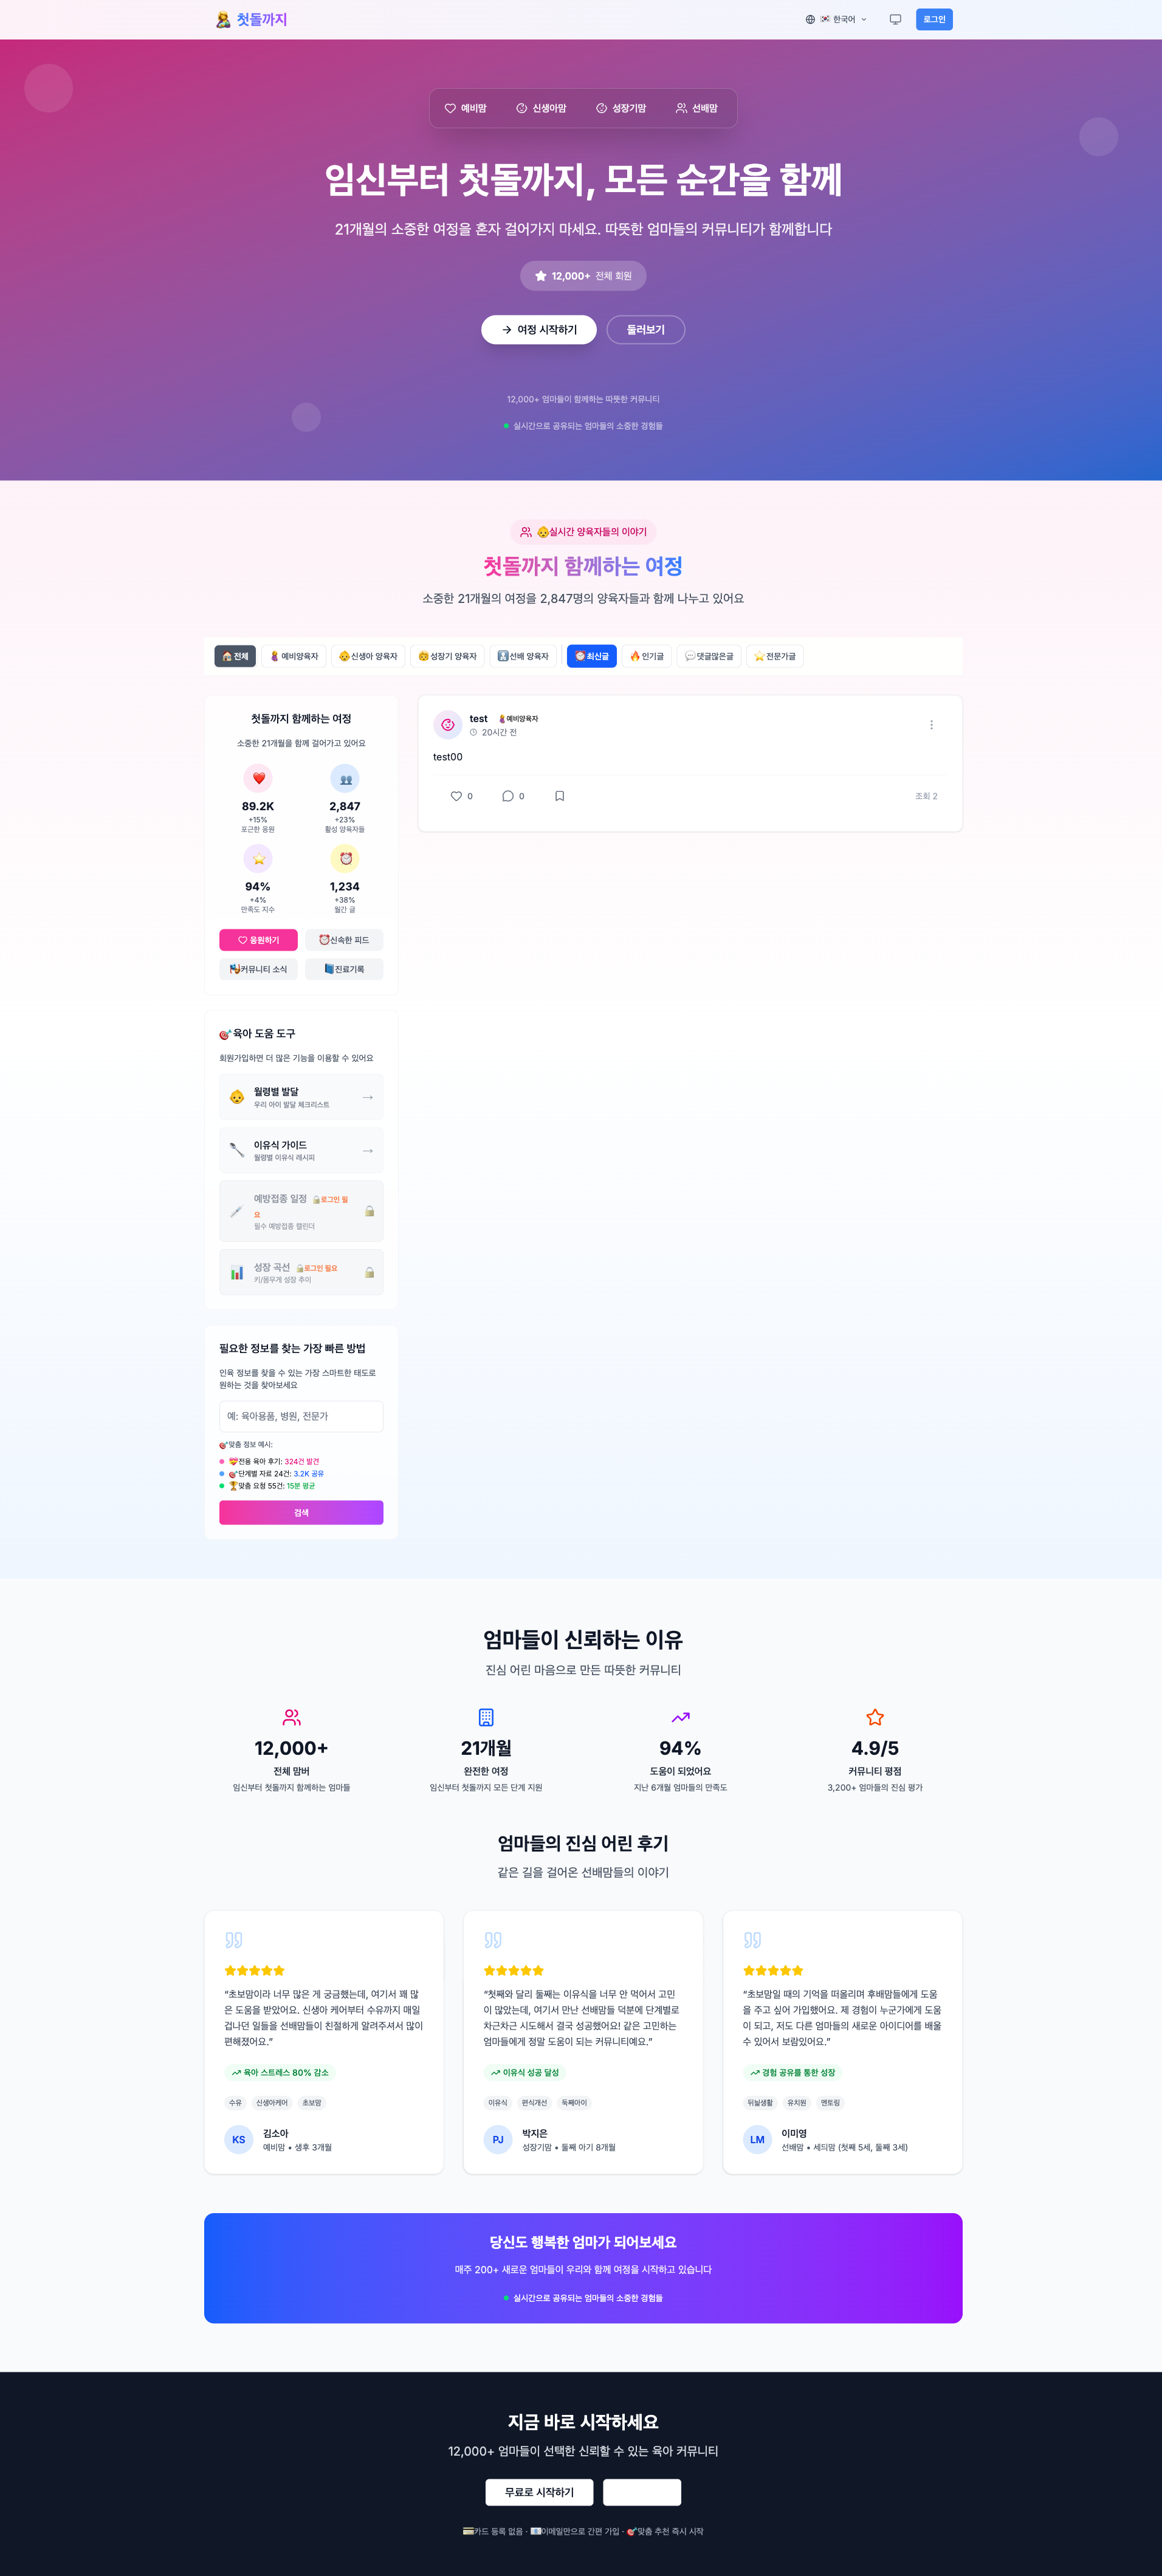 첫돌까지
한국어
로그인
예비맘
신생아맘
성장기맘
선배맘
임신부터 첫돌까지, 모든 순간을 함께
21개월의 소중한 여정을 혼자 걸어가지 마세요. 따뜻한 엄마들의 커뮤니티가 함께합니다
12,000+ 전체 회원
여정 시작하기
둘러보기
12,000+ 엄마들이 함께하는 따뜻한 커뮤니티
실시간으로 공유되는 엄마들의 소중한 경험들
실시간 양육자들의 이야기
첫돌까지 함께하는 여정
소중한 21개월의 여정을 2,847명의 양육자들과 함께 나누고 있어요
전체
예비양육자
신생아 양육자
성장기 양육자
선배 양육자
최신글
인기글
댓글많은글
전문가글
첫돌까지 함께하는 여정
소중한 21개월을 함께 걸어가고 있어요
89.2K
+15%
포근한 응원
2,847
+23%
활성 양육자들
94%
+4%
만족도 지수
1,234
+38%
월간 글
응원하기
신속한 피드
커뮤니티 소식
진료기록
test
예비양육자
20시간 전
test00
0
0
조회 2
육아 도움 도구
회원가입하면 더 많은 기능을 이용할 수 있어요
월령별 발달
우리 아이 발달 체크리스트
이유식 가이드
월령별 이유식 레시피
예방접종 일정 로그인 필
요
필수 예방접종 캘린더
성장 곡선 로그인 필요
키/몸무게 성장 추이
필요한 정보를 찾는 가장 빠른 방법
인육 정보를 찾을 수 있는 가장 스마트한 태도로
원하는 것을 찾아보세요
예: 육아용품, 병원, 전문가
맞춤 정보 예시:
전용 육아 후기: 324건 발견
단계별 자료 24건: 3.2K 공유
맞춤 요청 55건: 15분 평균
검색
엄마들이 신뢰하는 이유
진심 어린 마음으로 만든 따뜻한 커뮤니티
12,000+
전체 맘버
임신부터 첫돌까지 함께하는 엄마들
21개월
완전한 여정
임신부터 첫돌까지 모든 단계 지원
94%
도움이 되었어요
지난 6개월 엄마들의 만족도
4.9/5
커뮤니티 평점
3,200+ 엄마들의 진심 평가
엄마들의 진심 어린 후기
같은 길을 걸어온 선배맘들의 이야기
"초보맘이라 너무 많은 게 궁금했는데, 여기서 꽤 많
은 도움을 받았어요. 신생아 케어부터 수유까지 매일
겁나던 일들을 선배맘들이 친절하게 알려주셔서 많이
편해졌어요."
육아 스트레스 80% 감소
수유
신생아케어
초보맘
KS
김소아
예비맘 • 생후 3개월
"첫째와 달리 둘째는 이유식을 너무 안 먹어서 고민
이 많았는데, 여기서 만난 선배맘들 덕분에 단계별로
차근차근 시도해서 결국 성공했어요! 같은 고민하는
엄마들에게 정말 도움이 되는 커뮤니티예요."
이유식 성공 달성
이유식
편식개선
둑째아이
PJ
박지은
성장기맘 • 둘째 아기 8개월
"초보맘일 때의 기억을 떠올리며 후배맘들에게 도움
을 주고 싶어 가입했어요. 제 경험이 누군가에게 도움
이 되고, 저도 다른 엄마들의 새로운 아이디어를 배울
수 있어서 보람있어요."
경험 공유를 통한 성장
뒤늘생활
유치원
멘토링
LM
이미영
선배맘 • 세듸맘 (첫째 5세, 둘째 3세)
당신도 행복한 엄마가 되어보세요
매주 200+ 새로운 엄마들이 우리와 함께 여정을 시작하고 있습니다
실시간으로 공유되는 엄마들의 소중한 경험들
지금 바로 시작하세요
12,000+ 엄마들이 선택한 신뢰할 수 있는 육아 커뮤니티
무료로 시작하기
카드 등록 없음 · 이메일만으로 간편 가입 · 맞춤 추천 즉시 시작